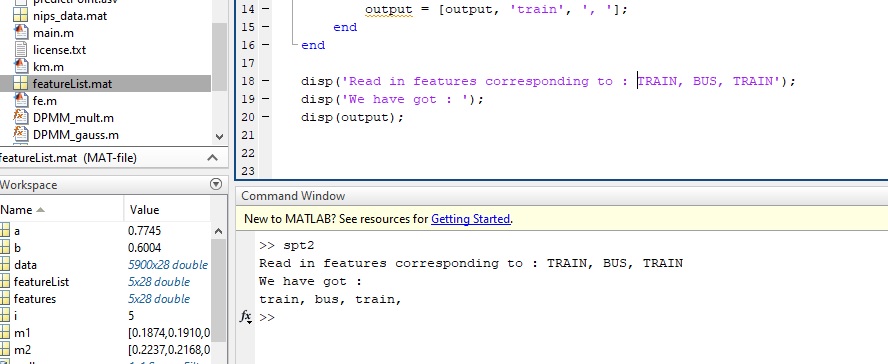 predictPoint.asv
nips_data.mat
main.m
license.txt
km.m
featureList.mat
fe.m
DPMM_mult.m
DPMM_gauss.m
featureList.mat (MAT-file)
Workspace
Name Value
a 0.7745
b 0.6004
data 5900x28 double
featureList 5x28 double
features 5x28 double
i 5
m1 [0.1874,0.1910,0
m2 [0.2237,0.2168,0
14 – output = [output, 'train', ', '];
15 – end
16 – end
17
18 – disp('Read in features corresponding to : TRAIN, BUS, TRAIN');
19 – disp('We have got : ');
20 – disp(output);
21
22
23
Command Window
New to MATLAB? See resources for Getting Started.
>> spt2
Read in features corresponding to : TRAIN, BUS, TRAIN
We have got :
train, bus, train,
fx >>